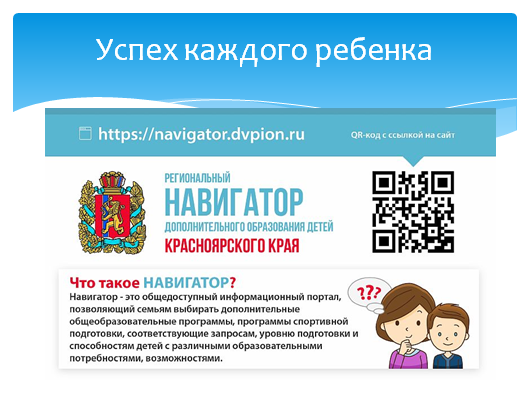 Успех каждого ребенка
https://navigator.dvpion.ru
QR-код с ссылкой на сайт
РЕГИОНАЛЬНЫЙ
НАВИГАТОР
ДОПОЛНИТЕЛЬНОГО ОБРАЗОВАНИЯ ДЕТЕЙ
КРАСНОЯРСКОГО КРАЯ
Что такое НАВИГАТОР?
Навигатор - это общедоступный информационный портал,
позволяющий семьям выбирать дополнительные
общеобразовательные программы, программы спортивной
подготовки, соответствующие запросам, уровню подготовки и
способностям детей с различными образовательными
потребностями, возможностями.
???